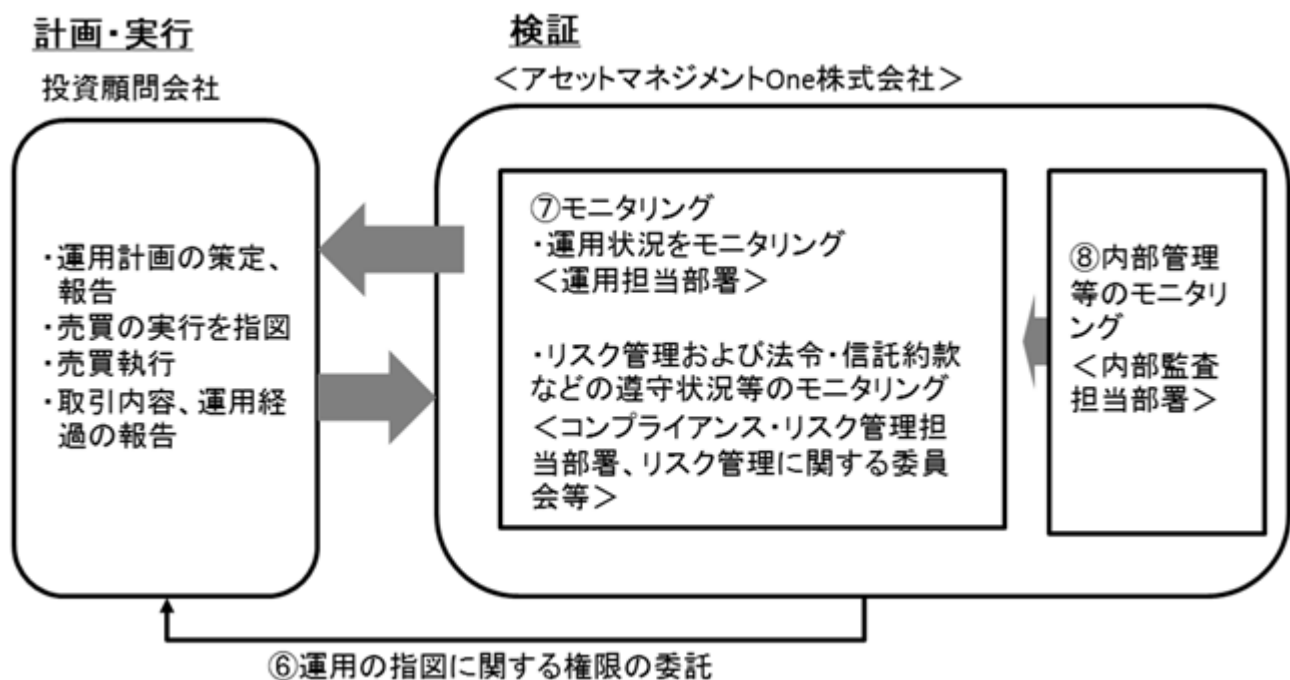 計画・実行
投資顧問会社
・運用計画の策定、
報告
・売買の実行を指図
・売買執行
・取引内容、運用経
過の報告
検証
＜アセットマネジメントOne株式会社＞
⑦モニタリング
・運用状況をモニタリング
＜運用担当部署＞
・リスク管理および法令・信託約款
などの遵守状況等のモニタリング
＜コンプライアンス・リスク管理担
当部署、リスク管理に関する委員
会等＞
⑧内部管理
等のモニタリ
ング
＜内部監査
担当部署＞
⑥運用の指図に関する権限の委託